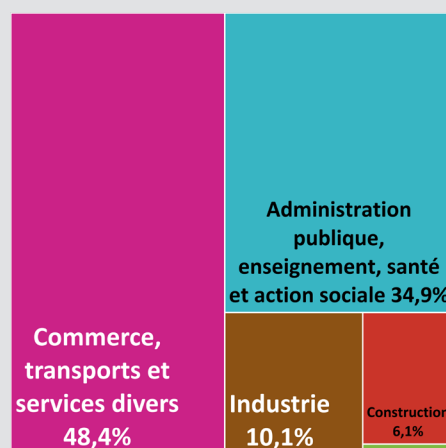 Administration
publique,
enseignement, santé
et action sociale 34,9%
Commerce,
transports et
services divers
48,4%
Industrie
10,1%
Construction
6,1%